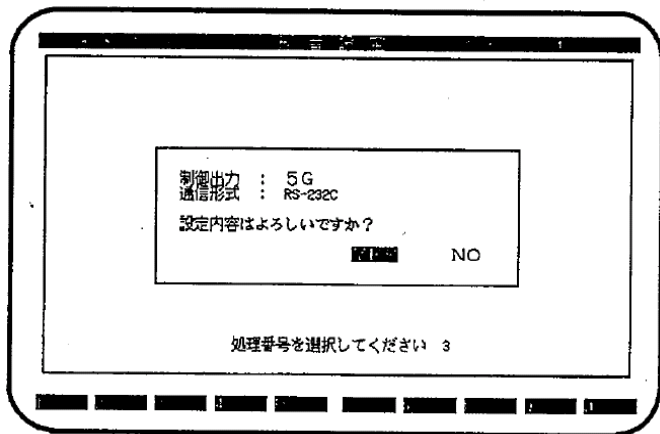 制御出力 : 5G
通信形式 : RS-232C
設定内容はよろしいですか?
NO
処理番号を選択してください 3